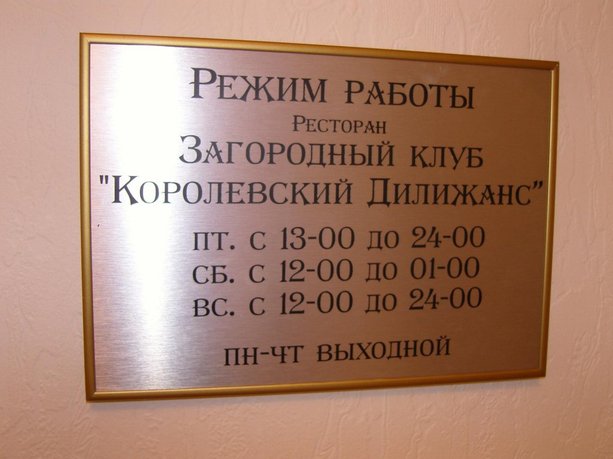 Режим работы
Ресторан
Загородный клуб
"Королевский Дилижанс"
пт. с 13-00 до 24-00
сб. с 12-00 до 01-00
вс. с 12-00 до 24-00
пн-чт выходной